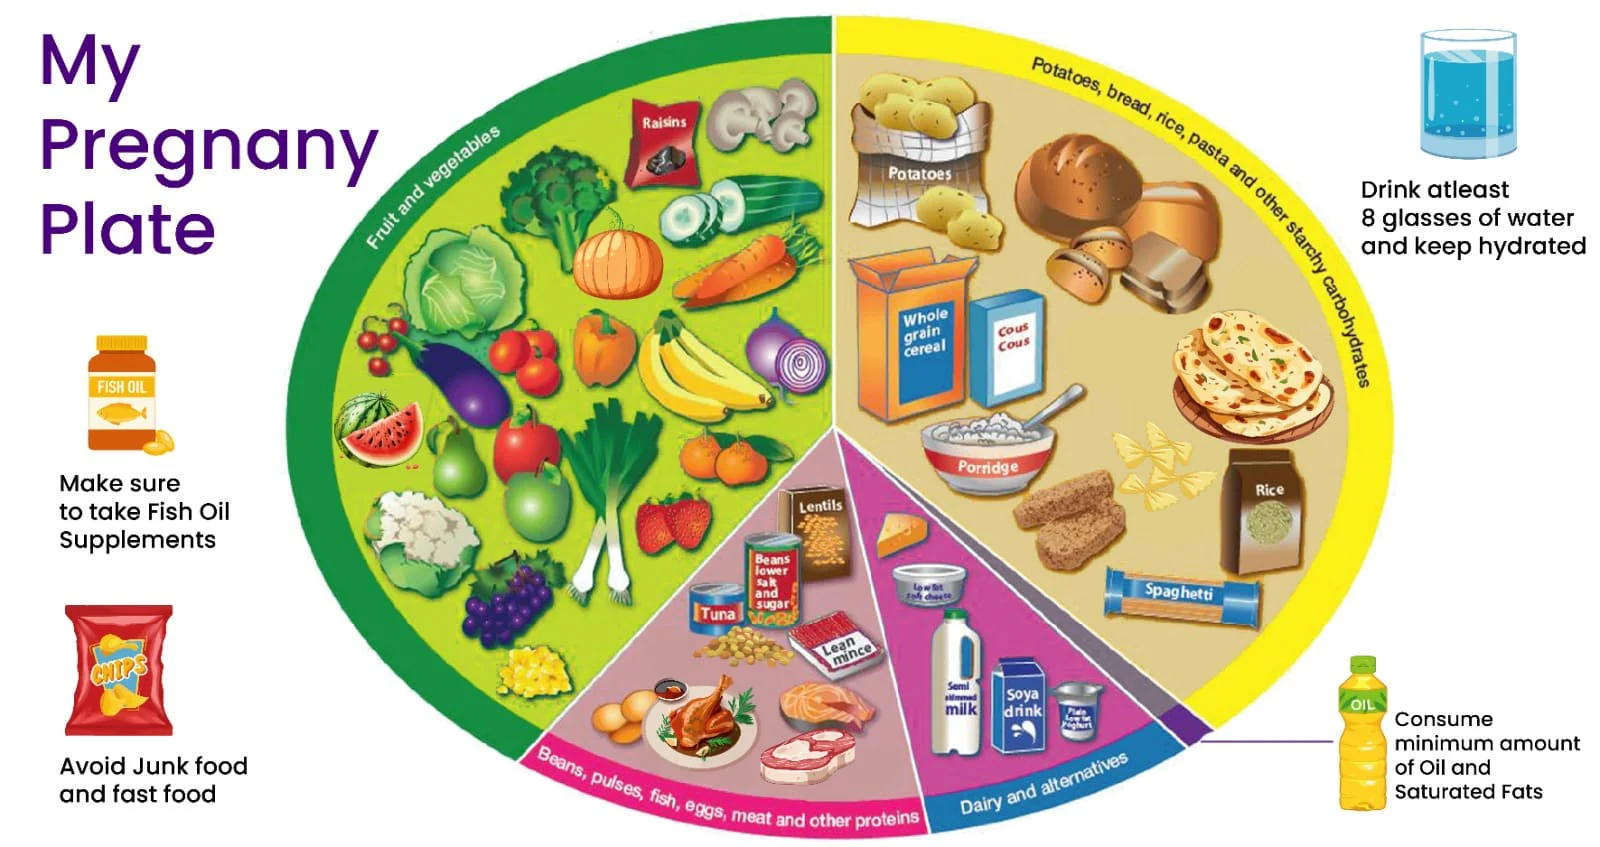 My
Pregnany
Plate
Fruit and vegetables
Raisins
Potatoes, bread, rice, pasta and other starchy carbohydrates
Potatoes
Whole
grain
cereal
Cous
Cous
Porridge
Rice
Spaghetti
Lentils
Beans
lower
salt
and
sugar
Tuna
Lean
mince
Beans, pulses, fish, eggs, meat and other proteins
Low fat
soft cheese
Semi
skimmed
milk
Soya
drink
Plain
Low fat
Yoghurt
Dairy and alternatives
Drink atleast
8 glasses of water
and keep hydrated
FISH OIL
Make sure
to take Fish Oil
Supplements
CHIPS
Avoid Junk food
and fast food
OIL
Consume
minimum amount
of Oil and
Saturated Fats